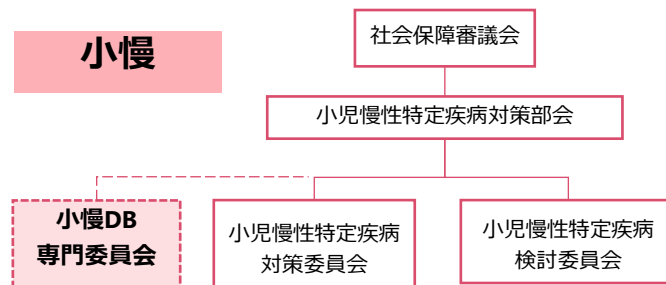 小慢
社会保障審議会
小児慢性特定疾病対策部会
小慢DB
専門委員会
小児慢性特定疾病
対策委員会
小児慢性特定疾病
検討委員会